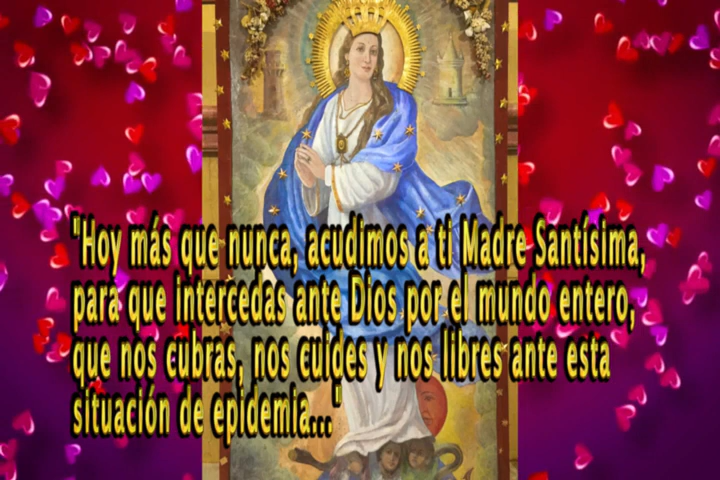 "Hoy más que nunca, acudimos a ti Madre Santísima,
para que intercedas ante Dios por el mundo entero,
que nos cubras, nos cuides y nos libres ante esta
situación de epidemia..."